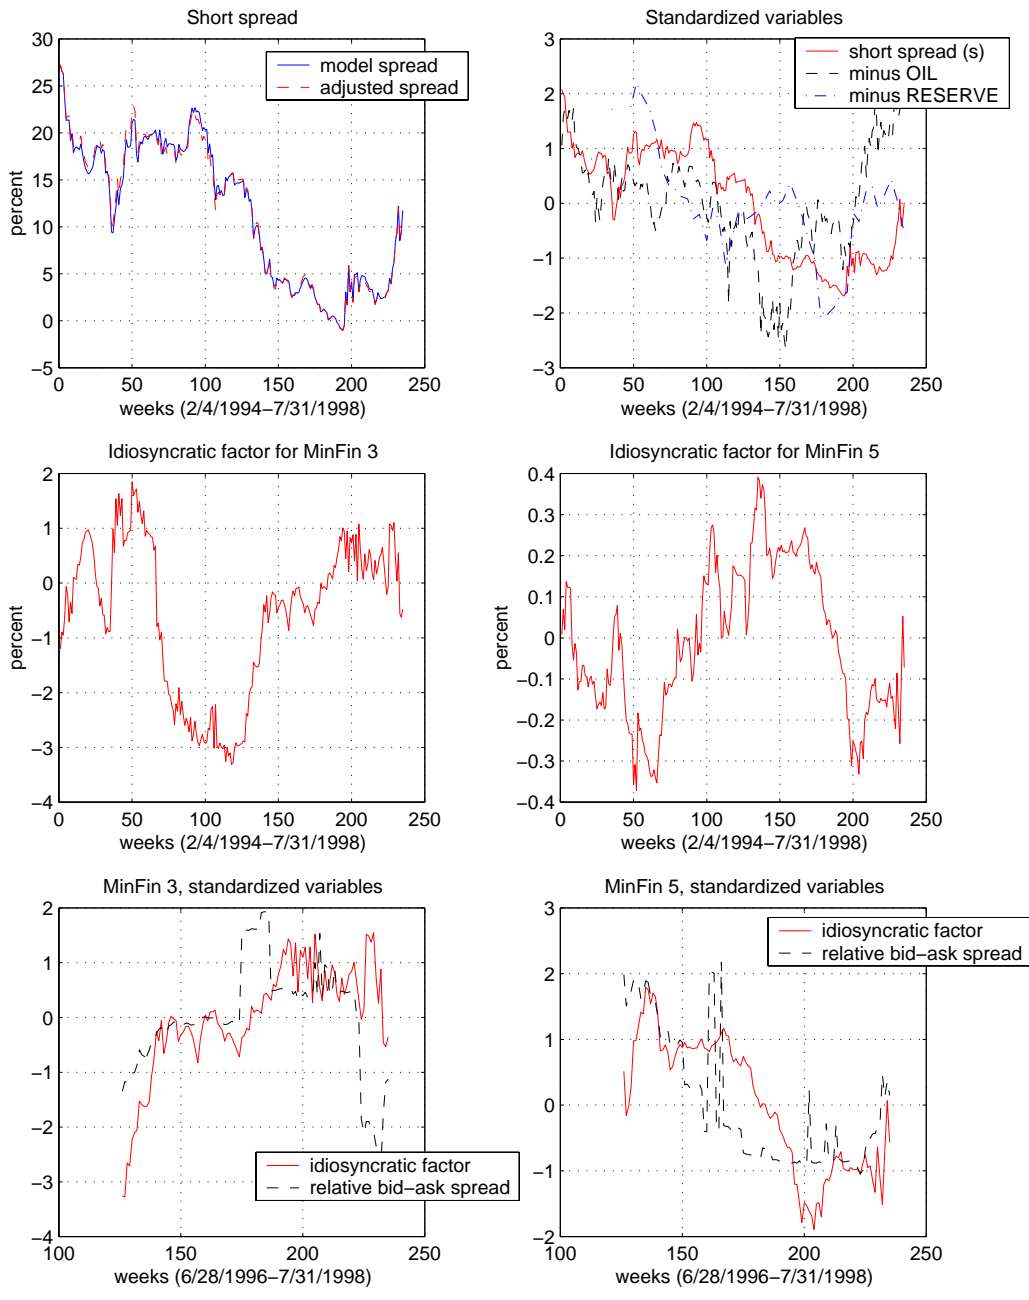 Short spread
30
25
20
15
10
5
0
−5
percent
model spread
adjusted spread
0 50 100 150 200 250
weeks (2/4/1994−7/31/1998)
Standardized variables
3
2
1
0
−1
−2
−3
short spread (s)
minus OIL
minus RESERVE
0 50 100 150 200 250
weeks (2/4/1994−7/31/1998)
Idiosyncratic factor for MinFin 3
2
1
0
−1
−2
−3
−4
percent
0 50 100 150 200 250
weeks (2/4/1994−7/31/1998)
Idiosyncratic factor for MinFin 5
0.4
0.3
0.2
0.1
0
−0.1
−0.2
−0.3
−0.4
percent
0 50 100 150 200 250
weeks (2/4/1994−7/31/1998)
MinFin 3, standardized variables
2
1
0
−1
−2
−3
−4
idiosyncratic factor
relative bid−ask spread
100 150 200 250
weeks (6/28/1996−7/31/1998)
MinFin 5, standardized variables
3
2
1
0
−1
−2
idiosyncratic factor
relative bid−ask spread
100 150 200 250
weeks (6/28/1996−7/31/1998)